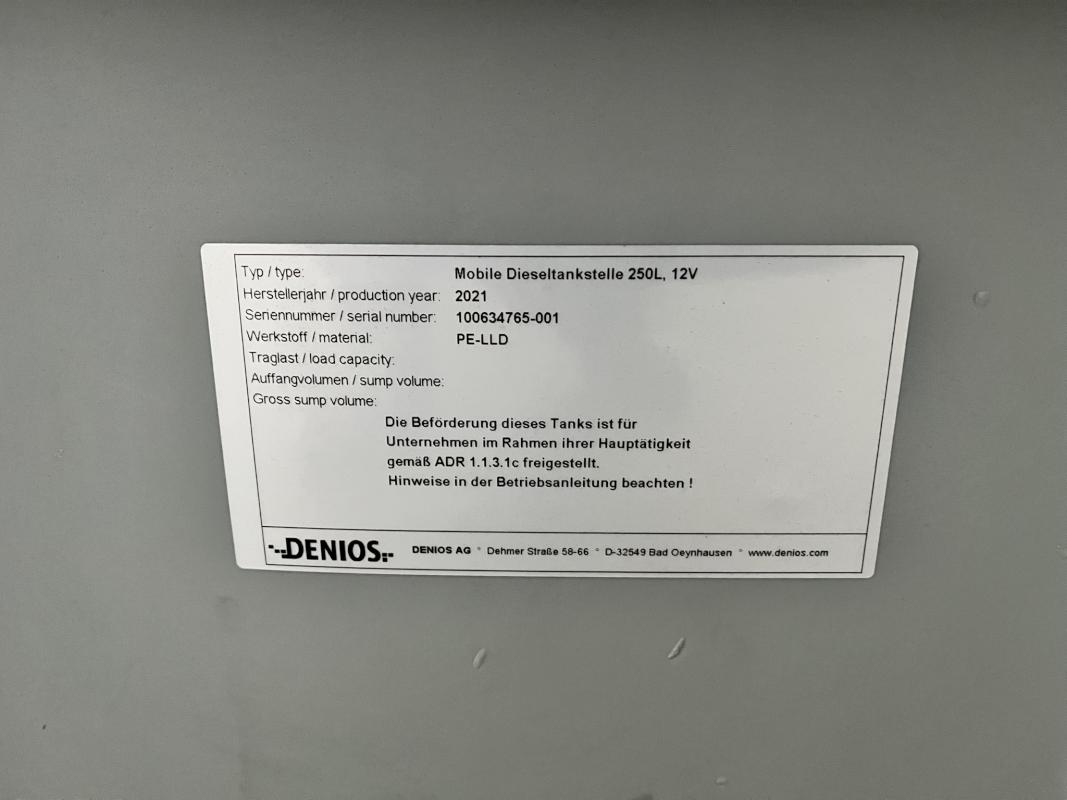 Typ / type: Mobile Dieseltankstelle 250L, 12V
Herstellerjahr / production year: 2021
Seriennummer / serial number: 100634765-001
Werkstoff / material: PE-LLD
Traglast / load capacity:
Auffangvolumen / sump volume:
Gross sump volume:
Die Beförderung dieses Tanks ist für
Unternehmen im Rahmen ihrer Hauptätigkeit
gemäß ADR 1.1.3.1c freigestellt.
Hinweise in der Betriebsanleitung beachten !
DENIOS DENIOS AG ° Dehmer Straße 58-66 ° D-32549 Bad Oeynhausen ° www.denios.com